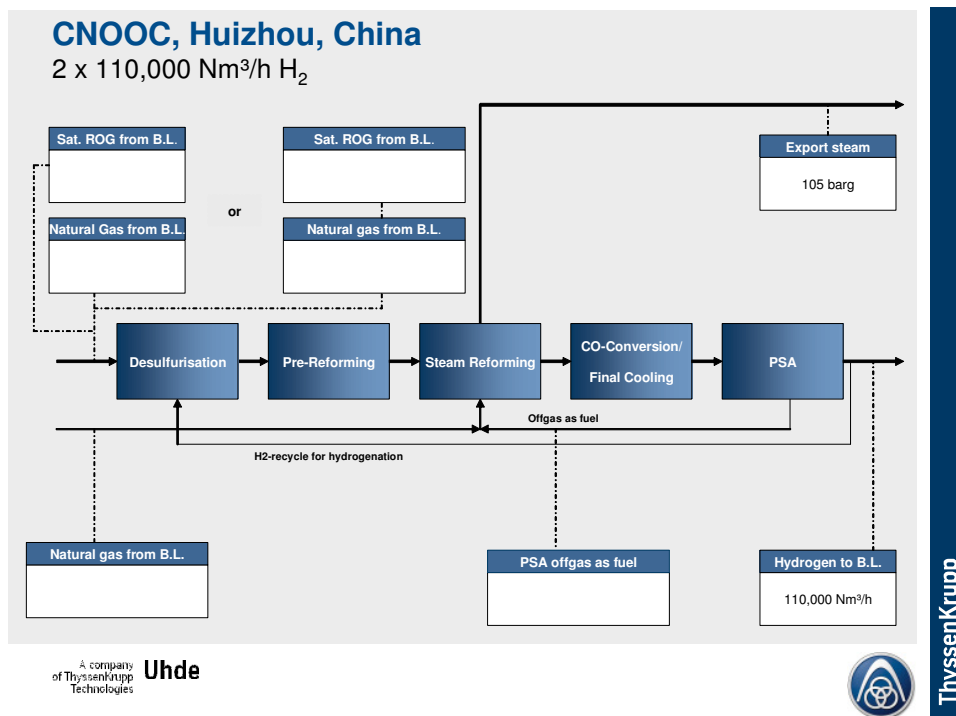 CNOOC, Huizhou, China
2 x 110,000 Nm³/h H₂
Sat. ROG from B.L.
Sat. ROG from B.L.
Export steam
105 barg
or
Natural Gas from B.L.
Natural gas from B.L.
Desulfurisation
Pre-Reforming
Steam Reforming
CO-Conversion/
Final Cooling
PSA
Offgas as fuel
H2-recycle for hydrogenation
Natural gas from B.L.
PSA offgas as fuel
Hydrogen to B.L.
110,000 Nm³/h
A company
of ThyssenKrupp
Technologies
Uhde
ThyssenKrupp